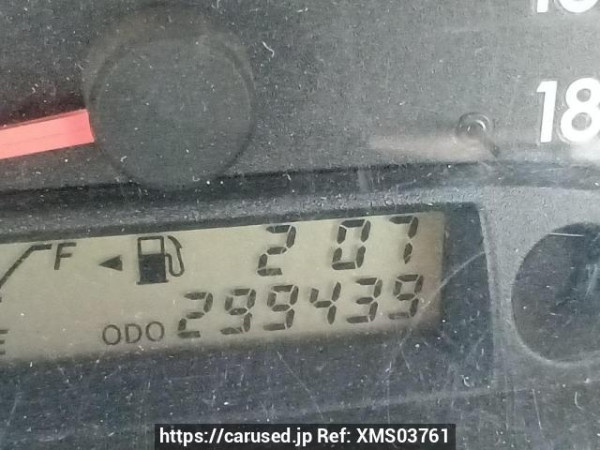 18
F 2 07
ODO 299439
https://carused.jp Ref: XMS03761